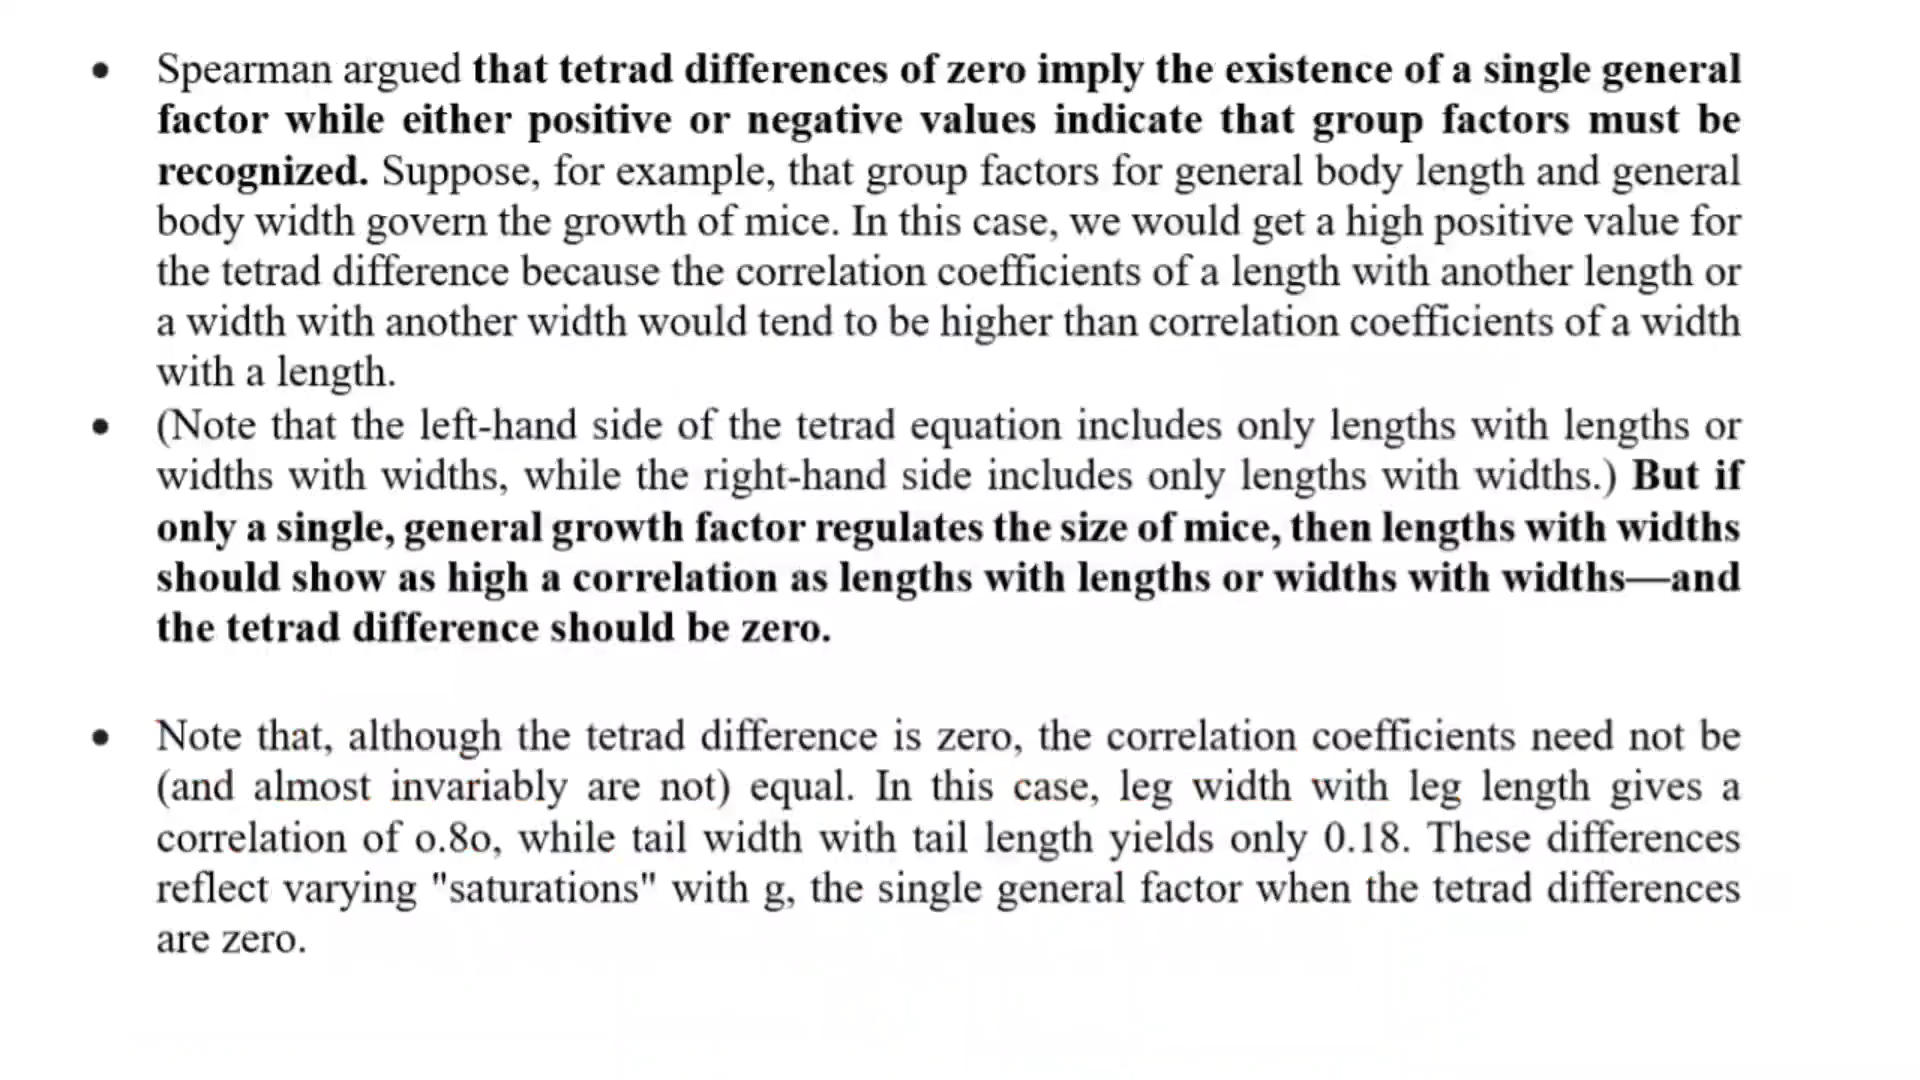 • Spearman argued that tetrad differences of zero imply the existence of a single general
factor while either positive or negative values indicate that group factors must be
recognized. Suppose, for example, that group factors for general body length and general
body width govern the growth of mice. In this case, we would get a high positive value for
the tetrad difference because the correlation coefficients of a length with another length or
a width with another width would tend to be higher than correlation coefficients of a width
with a length.
• (Note that the left-hand side of the tetrad equation includes only lengths with lengths or
widths with widths, while the right-hand side includes only lengths with widths.) But if
only a single, general growth factor regulates the size of mice, then lengths with widths
should show as high a correlation as lengths with lengths or widths with widths—and
the tetrad difference should be zero.
• Note that, although the tetrad difference is zero, the correlation coefficients need not be
(and almost invariably are not) equal. In this case, leg width with leg length gives a
correlation of o.8o, while tail width with tail length yields only 0.18. These differences
reflect varying "saturations" with g, the single general factor when the tetrad differences
are zero.